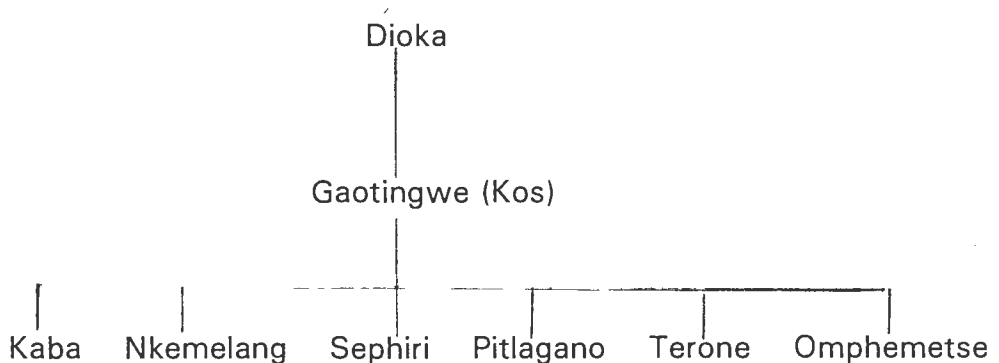 Dioka
Gaotingwe (Kos)
Kaba Nkemelang Sephiri Pitlagano Terone Omphemetse